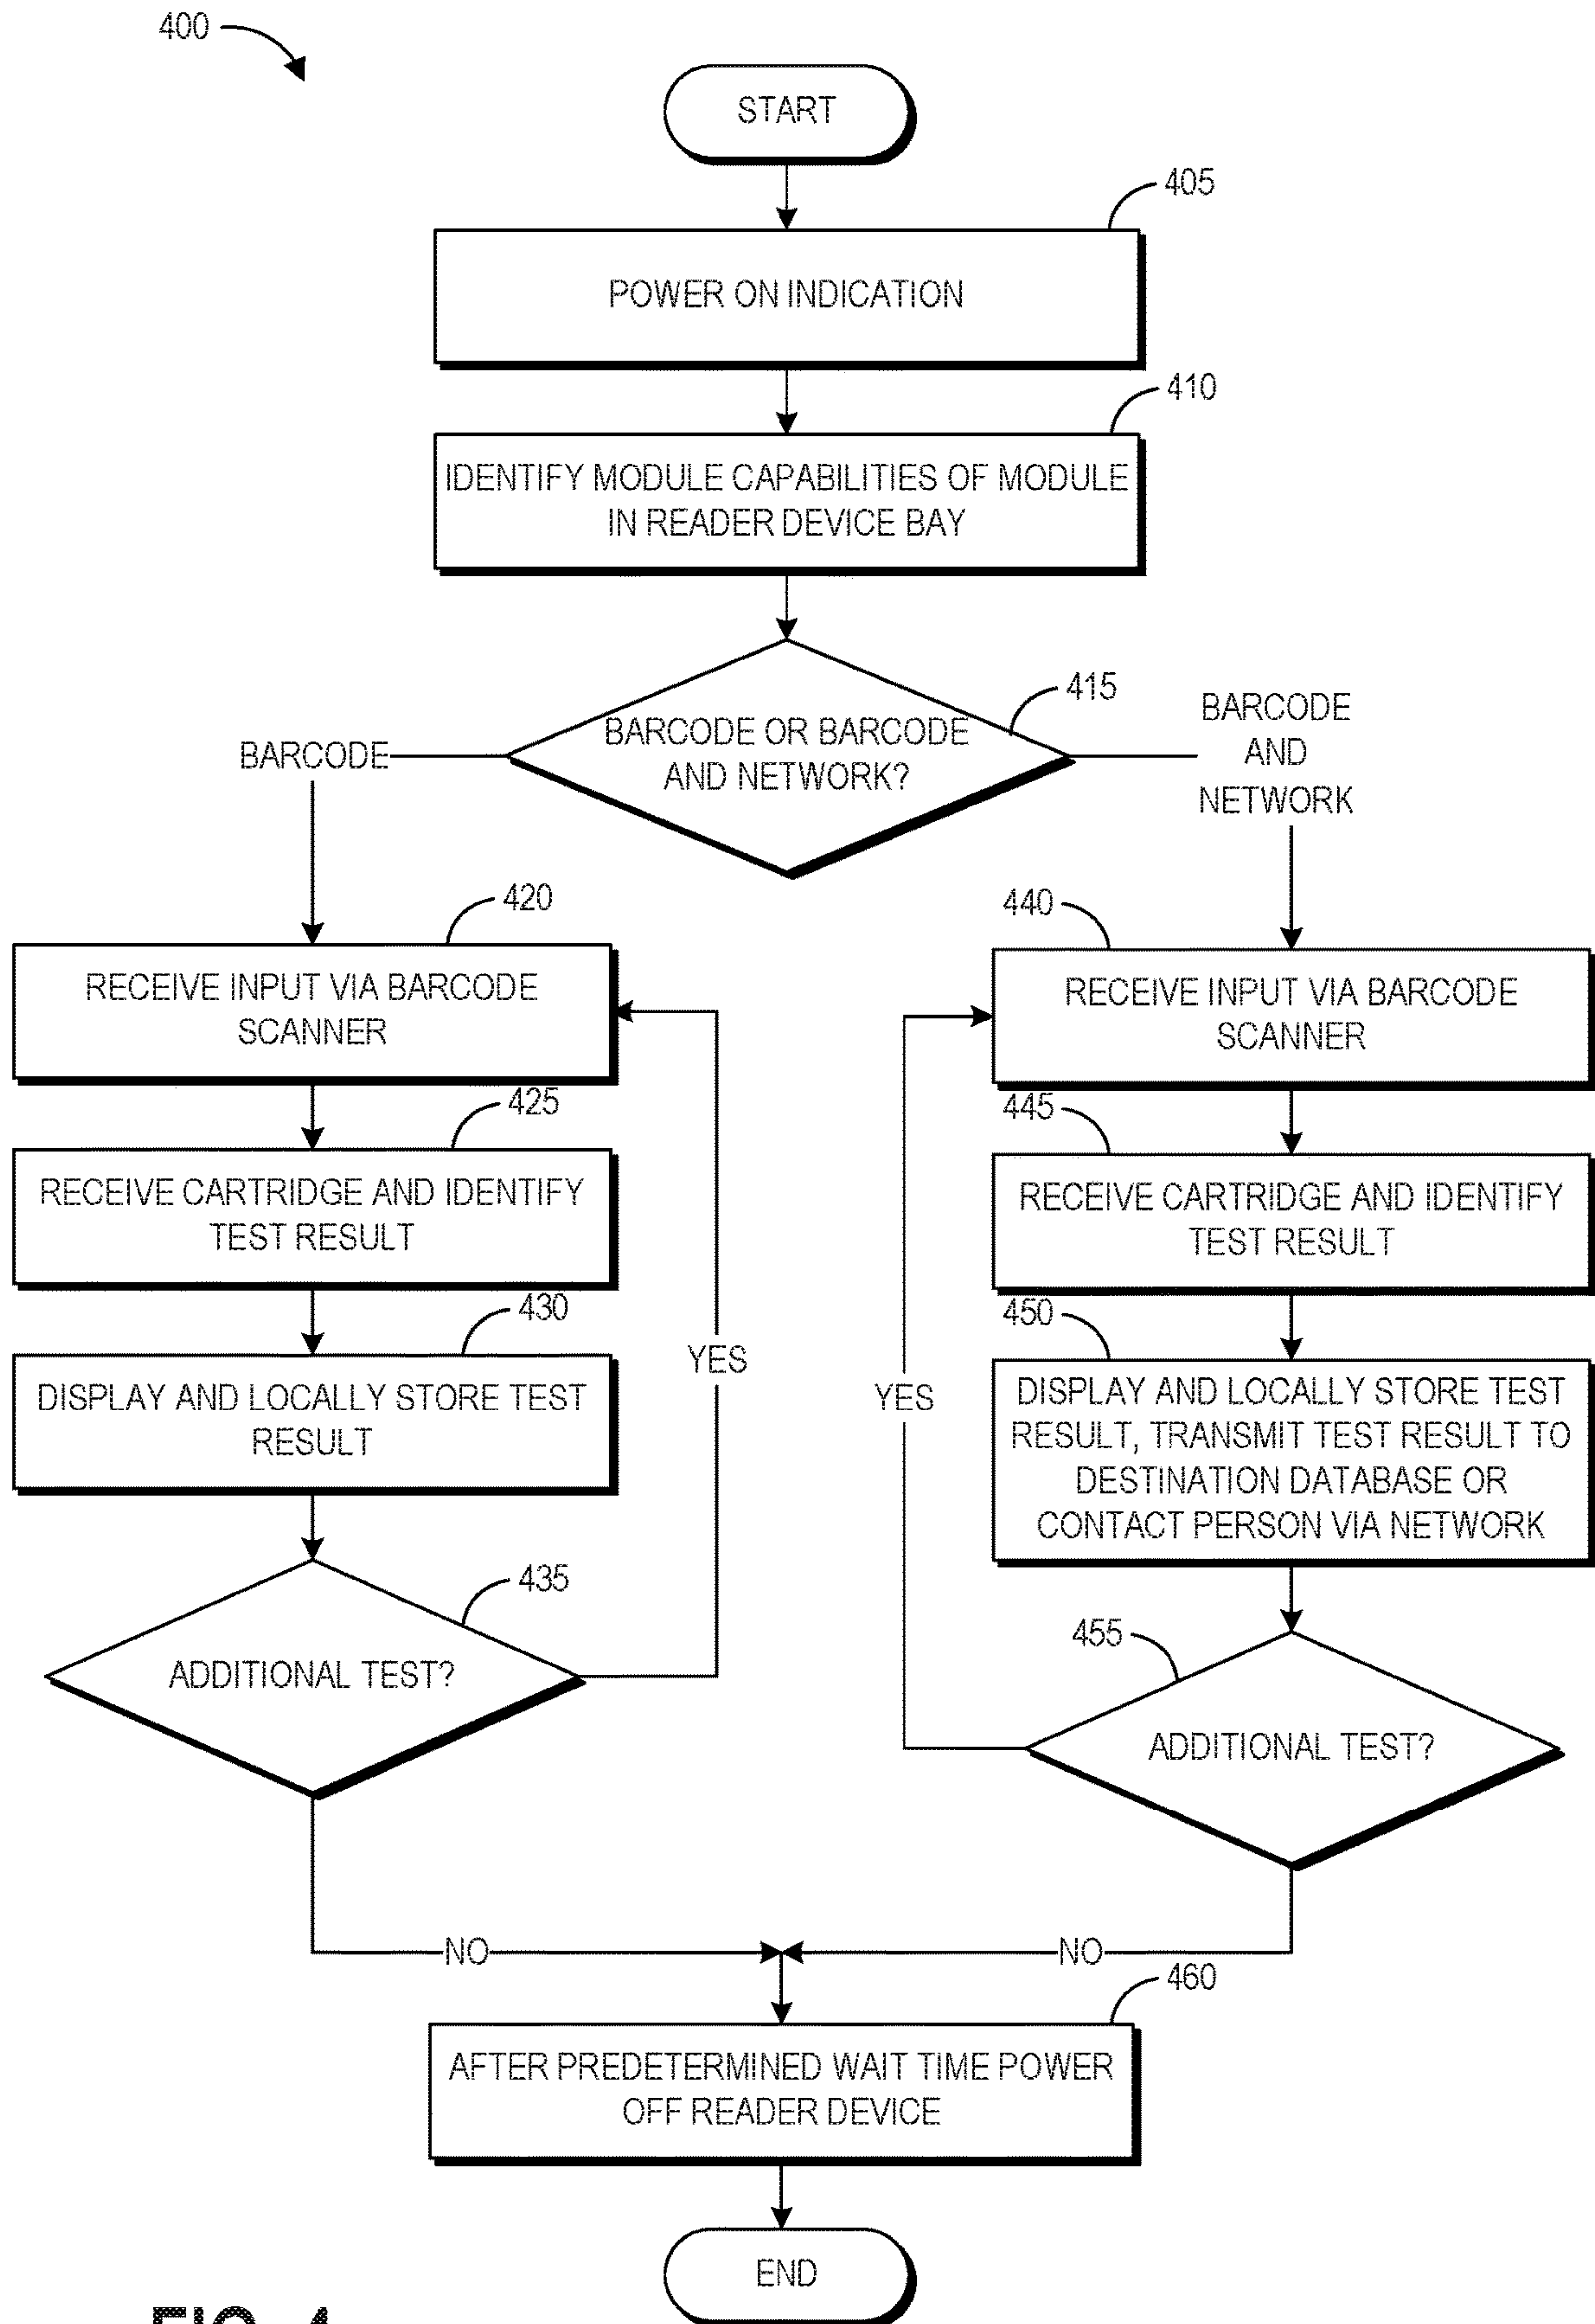 400
START
405
POWER ON INDICATION
410
IDENTIFY MODULE CAPABILITIES OF MODULE
IN READER DEVICE BAY
415
BARCODE OR BARCODE
AND NETWORK?
BARCODE
BARCODE
AND
NETWORK
420
RECEIVE INPUT VIA BARCODE
SCANNER
425
RECEIVE CARTRIDGE AND IDENTIFY
TEST RESULT
430
DISPLAY AND LOCALLY STORE TEST
RESULT
YES
435
ADDITIONAL TEST?
440
RECEIVE INPUT VIA BARCODE
SCANNER
445
RECEIVE CARTRIDGE AND IDENTIFY
TEST RESULT
450
DISPLAY AND LOCALLY STORE TEST
RESULT, TRANSMIT TEST RESULT TO
DESTINATION DATABASE OR
CONTACT PERSON VIA NETWORK
YES
455
ADDITIONAL TEST?
NO
NO
460
AFTER PREDETERMINED WAIT TIME POWER
OFF READER DEVICE
END
FIG. 4